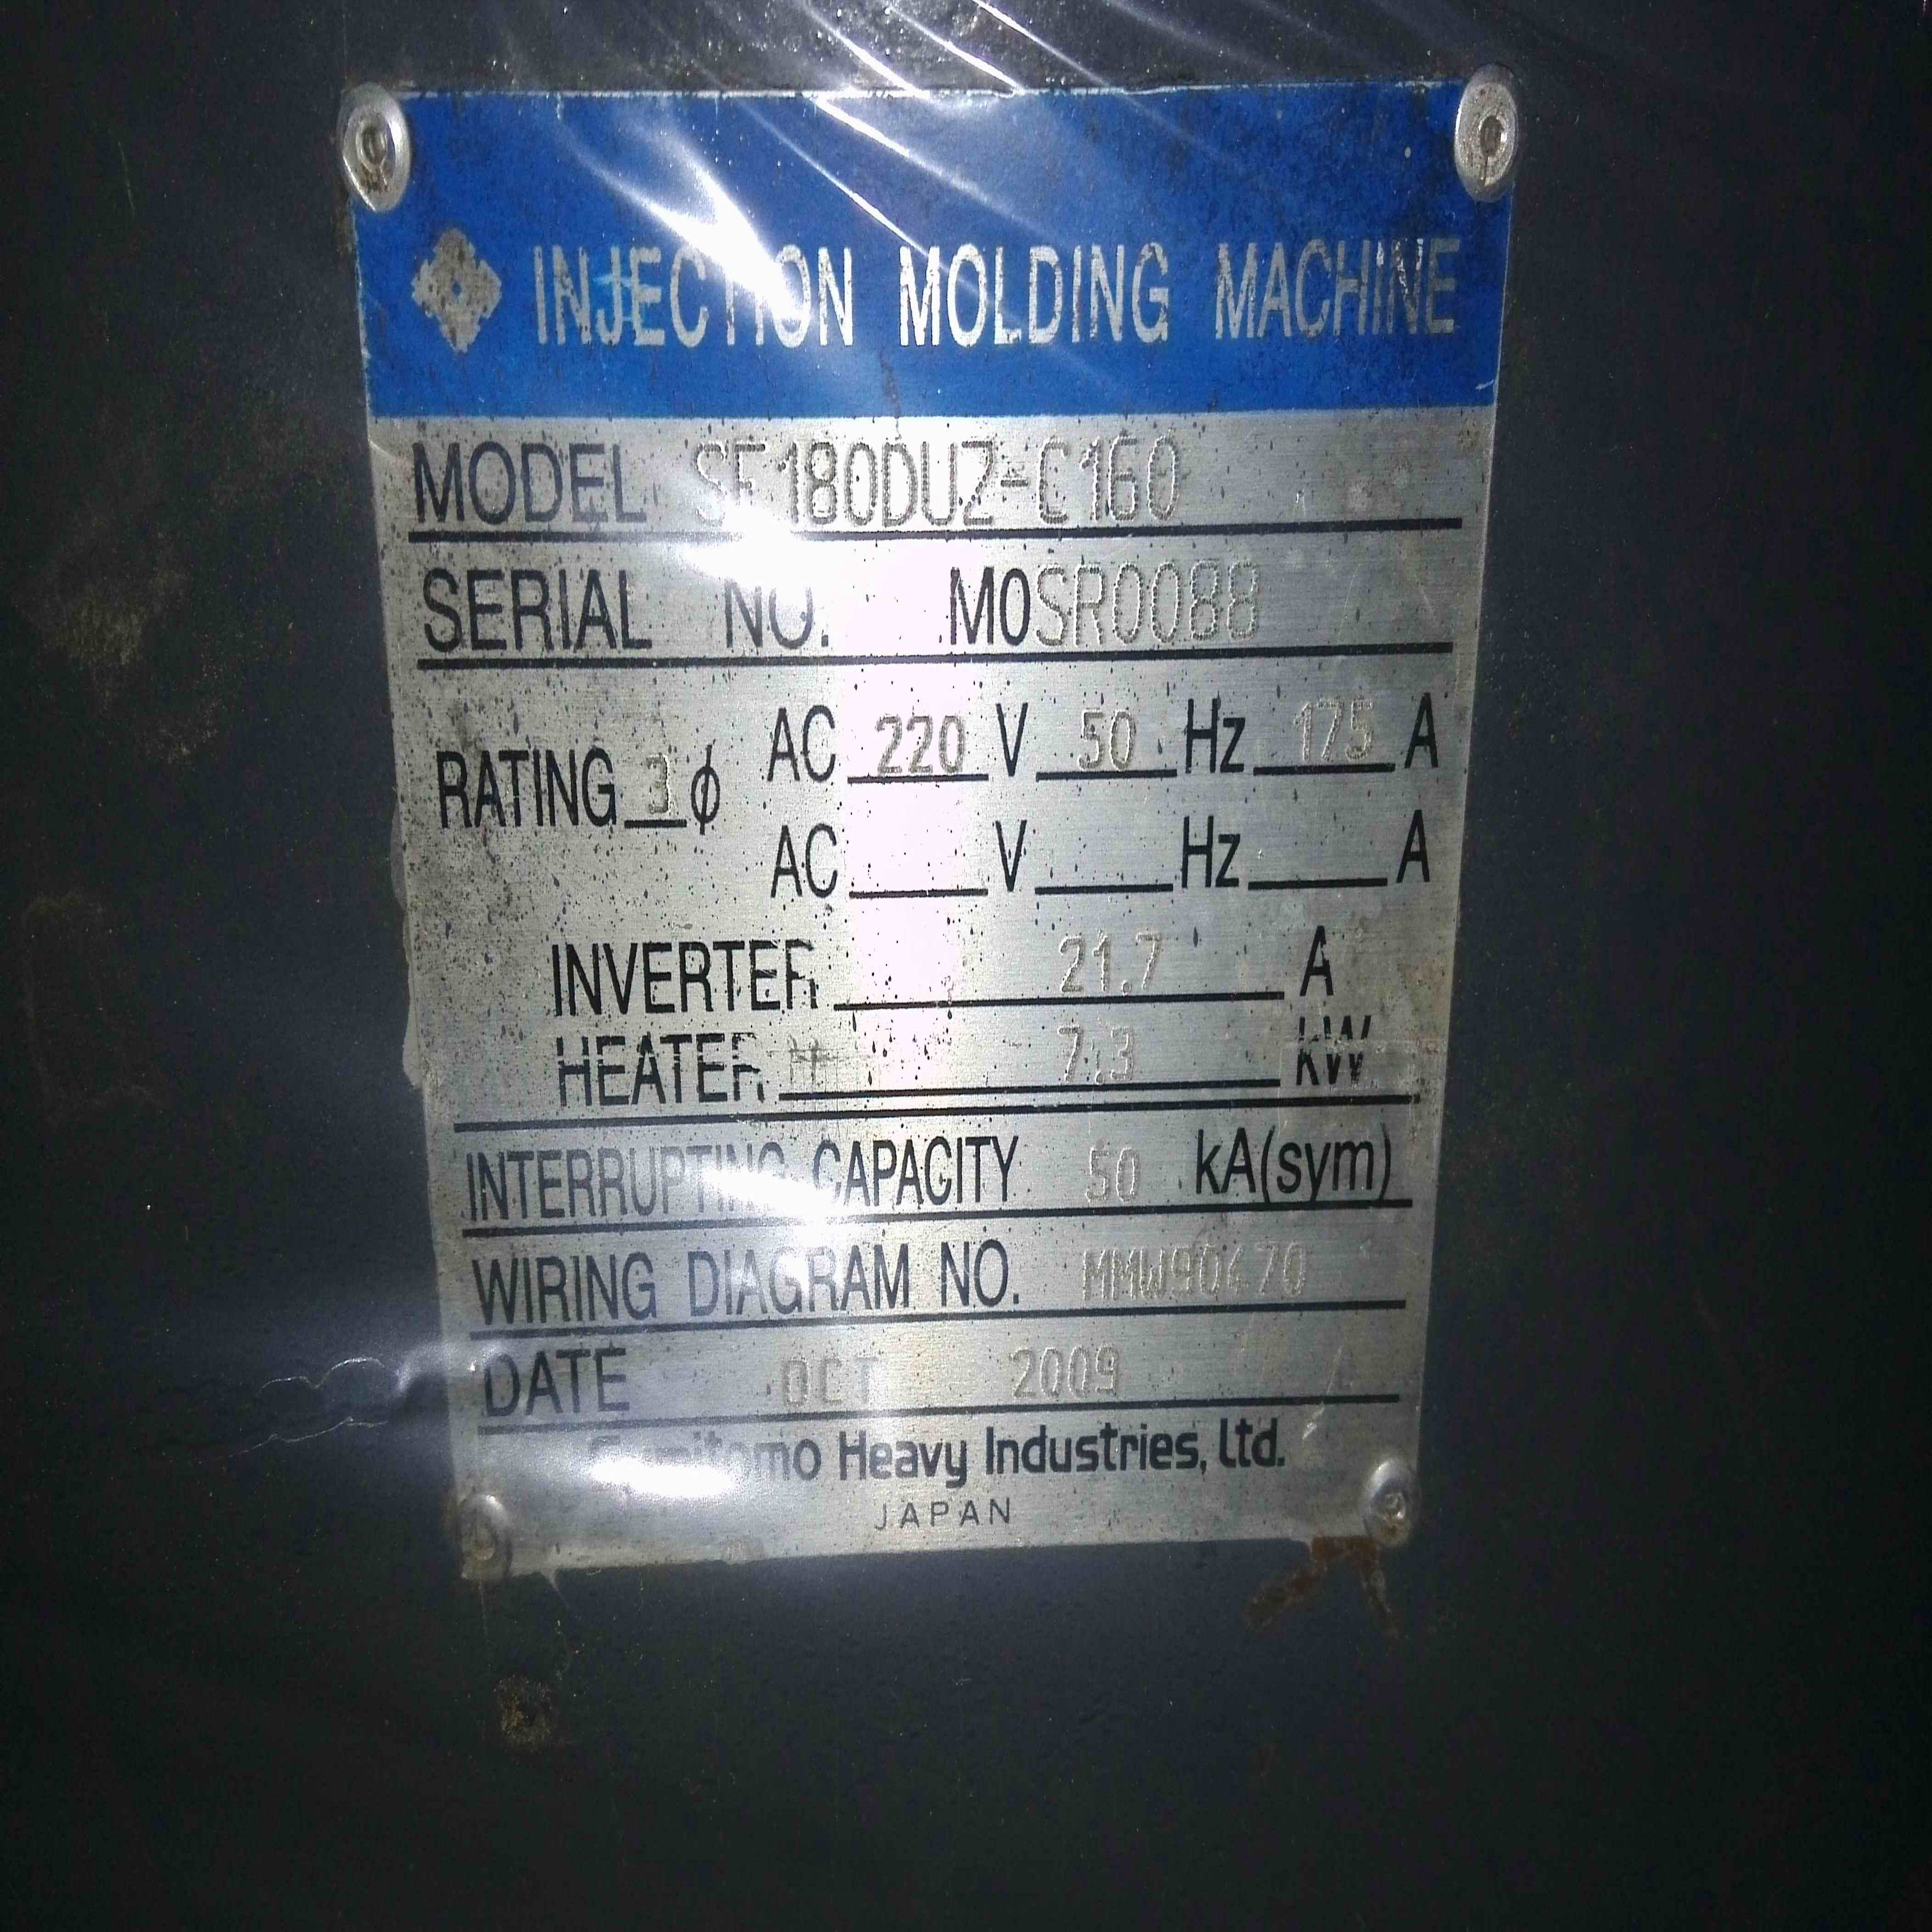 INJECTION MOLDING MACHINE
MODEL SE180DUZ-C160
SERIAL NO. M0SR0088
RATING 3 ϕ AC 220 V 50 Hz 175 A
AC V Hz A
INVERTER 21.7 A
HEATER 7.3 kW
INTERRUPTING CAPACITY 50 kA(sym)
WIRING DIAGRAM NO. MMW90470
DATE OCT 2009
Sumitomo Heavy Industries, Ltd.
JAPAN